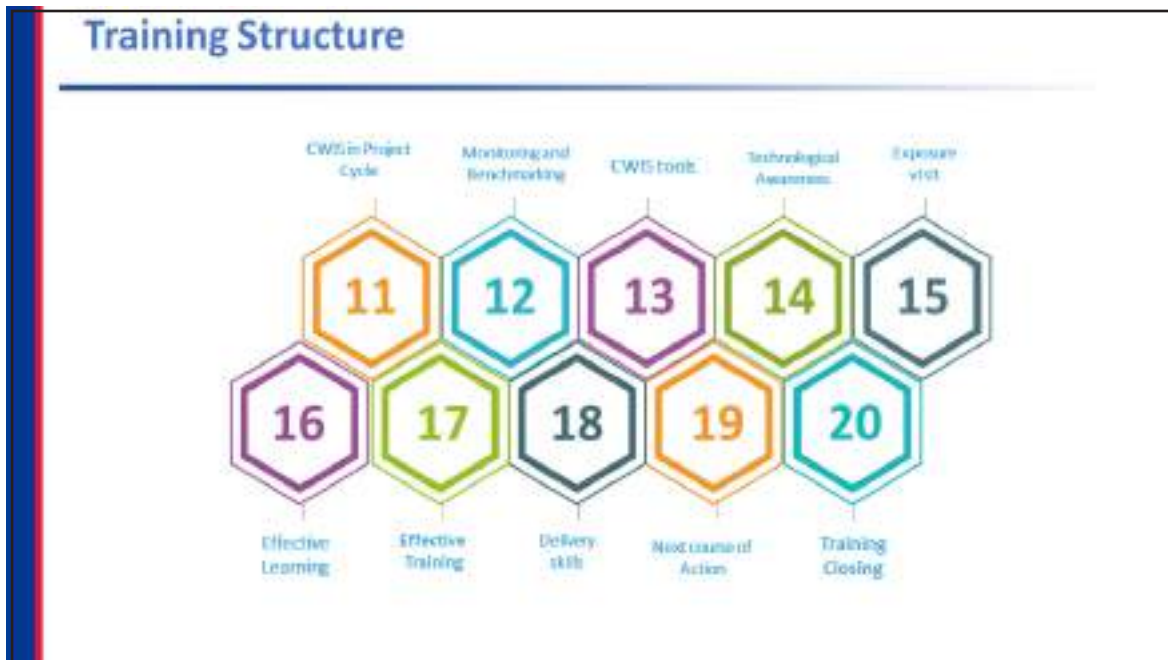 Training Structure
CWIS in Project
Cycle
Monitoring and
Benchmarking
CWIS tools
Technological
Awareness
Exposure
visit
11
12
13
14
15
16
17
18
19
20
Effective
Learning
Effective
Training
Delivery
skills
Next course of
Action
Training
Closing